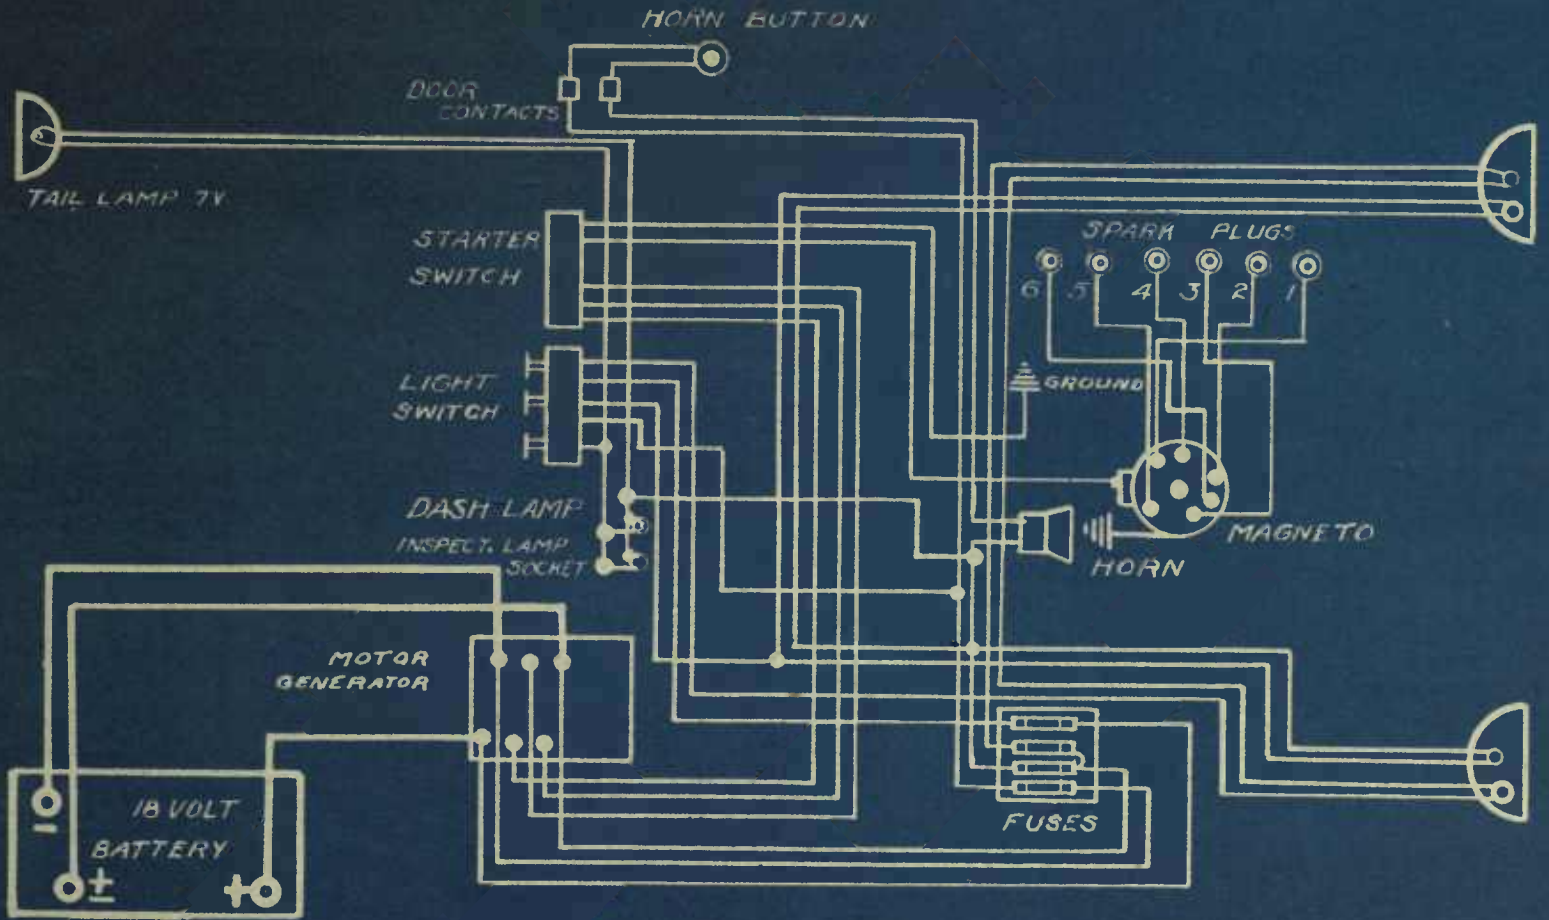 HORN BUTTON
DOOR
CONTACTS
TAIL LAMP 7V.
STARTER
SWITCH
SPARK PLUGS
6 5 4 3 2 1
LIGHT
SWITCH
GROUND
DASH LAMP
INSPECT. LAMP
SOCKET
MAGNETO
HORN
MOTOR
GENERATOR
18 VOLT
BATTERY
- ± +
FUSES